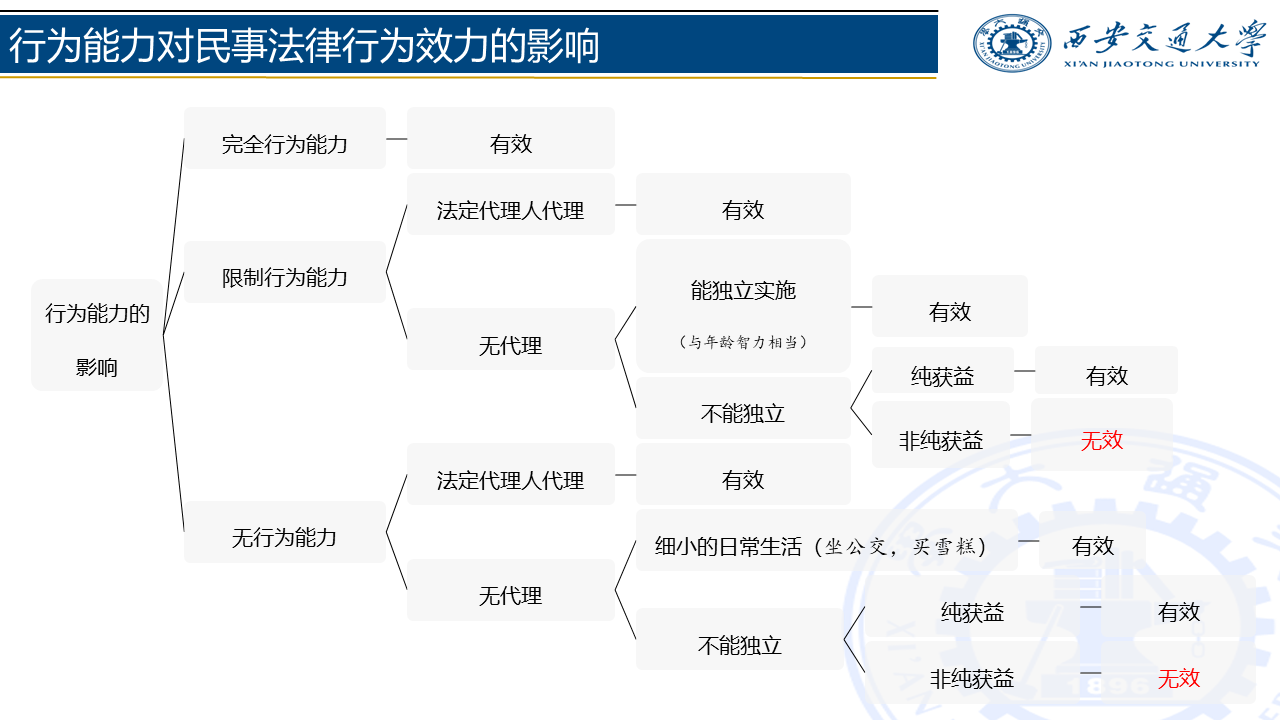 行为能力对民事法律行为效力的影响
西安交通大学
XI'AN JIAOTONG UNIVERSITY
完全行为能力
有效
法定代理人代理
有效
限制行为能力
能独立实施
（与年龄智力相当）
有效
行为能力的
影响
无代理
纯获益
有效
不能独立
非纯获益
无效
法定代理人代理
有效
无行为能力
细小的日常生活（坐公交，买雪糕）
有效
无代理
纯获益
有效
不能独立
非纯获益
无效
1896